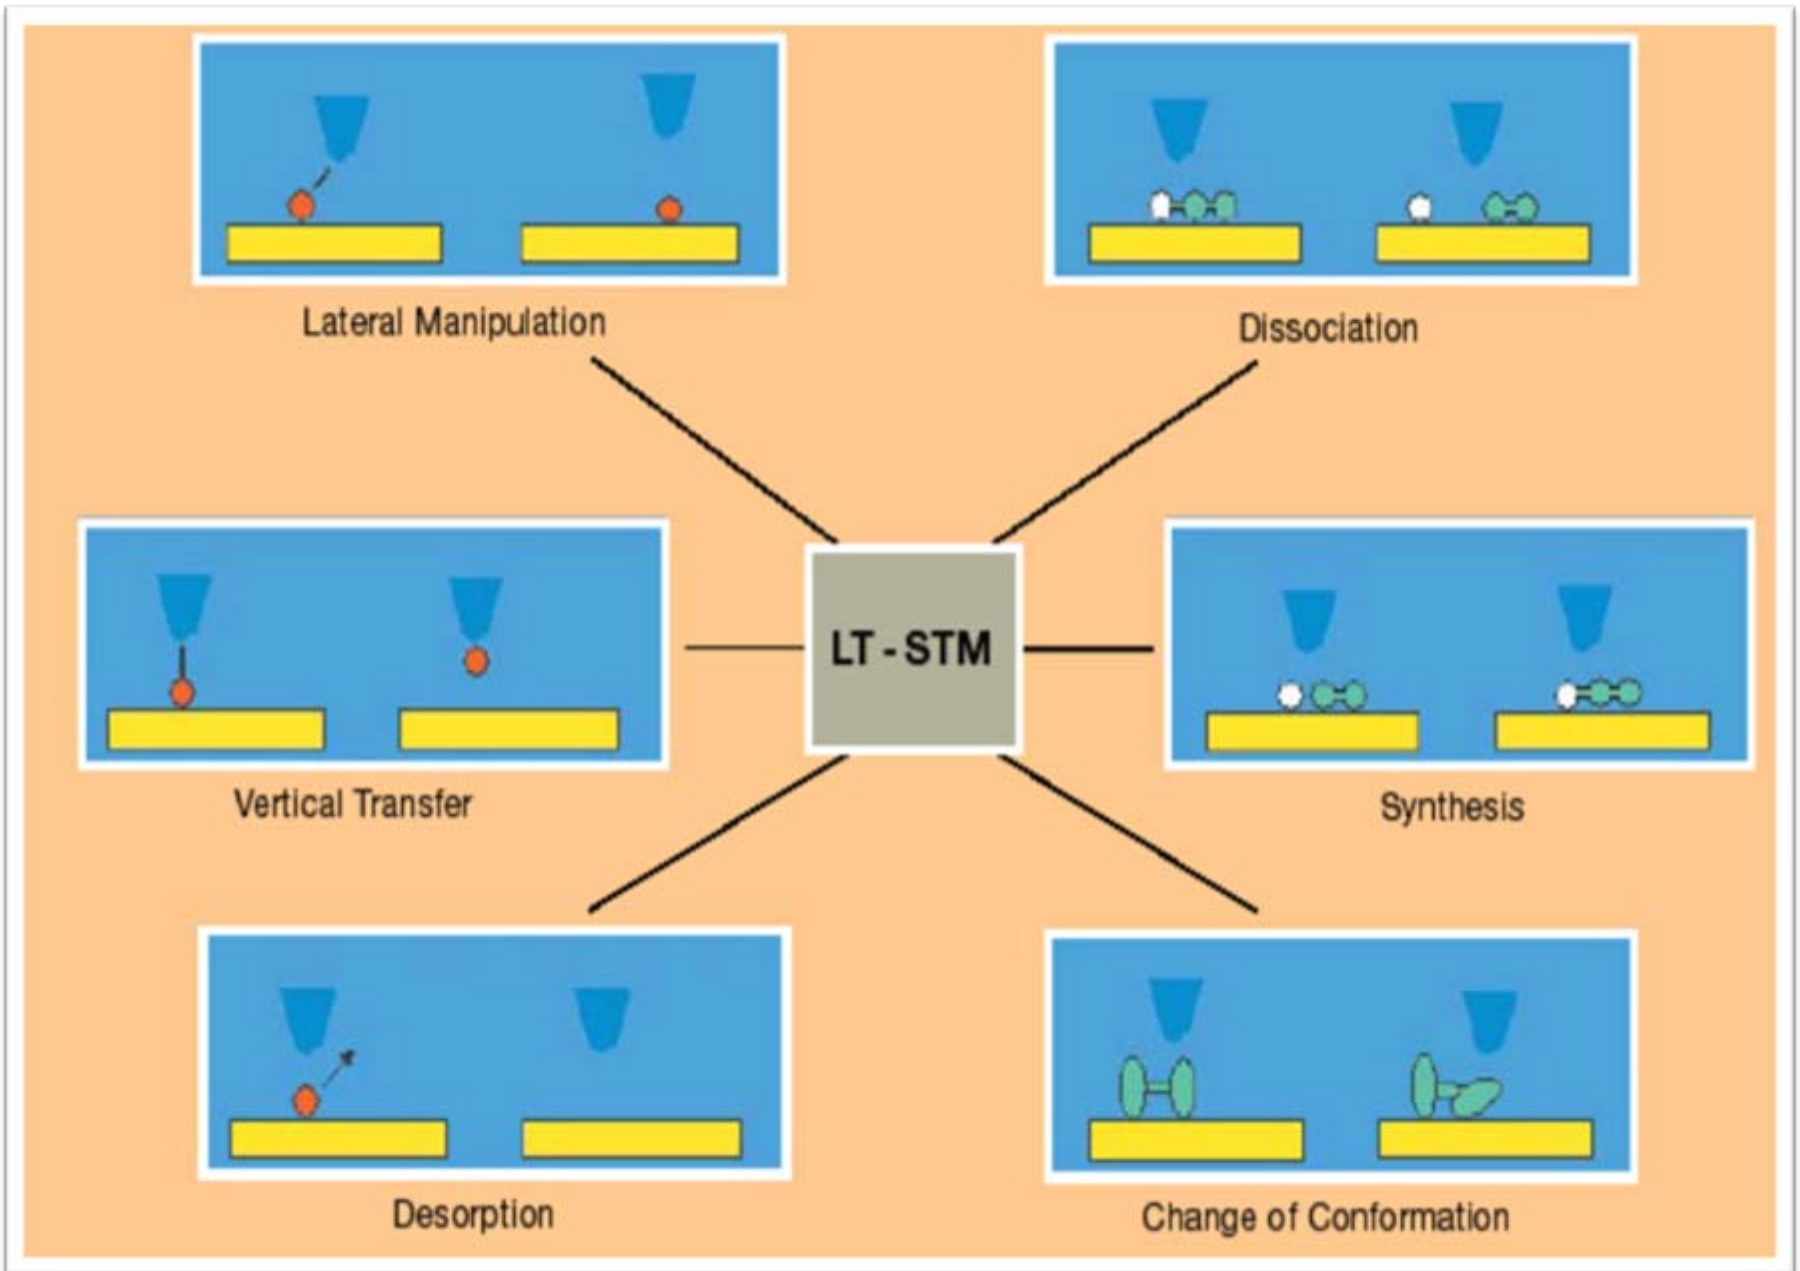 Lateral Manipulation
Dissociation
LT - STM
Vertical Transfer
Synthesis
Desorption
Change of Conformation